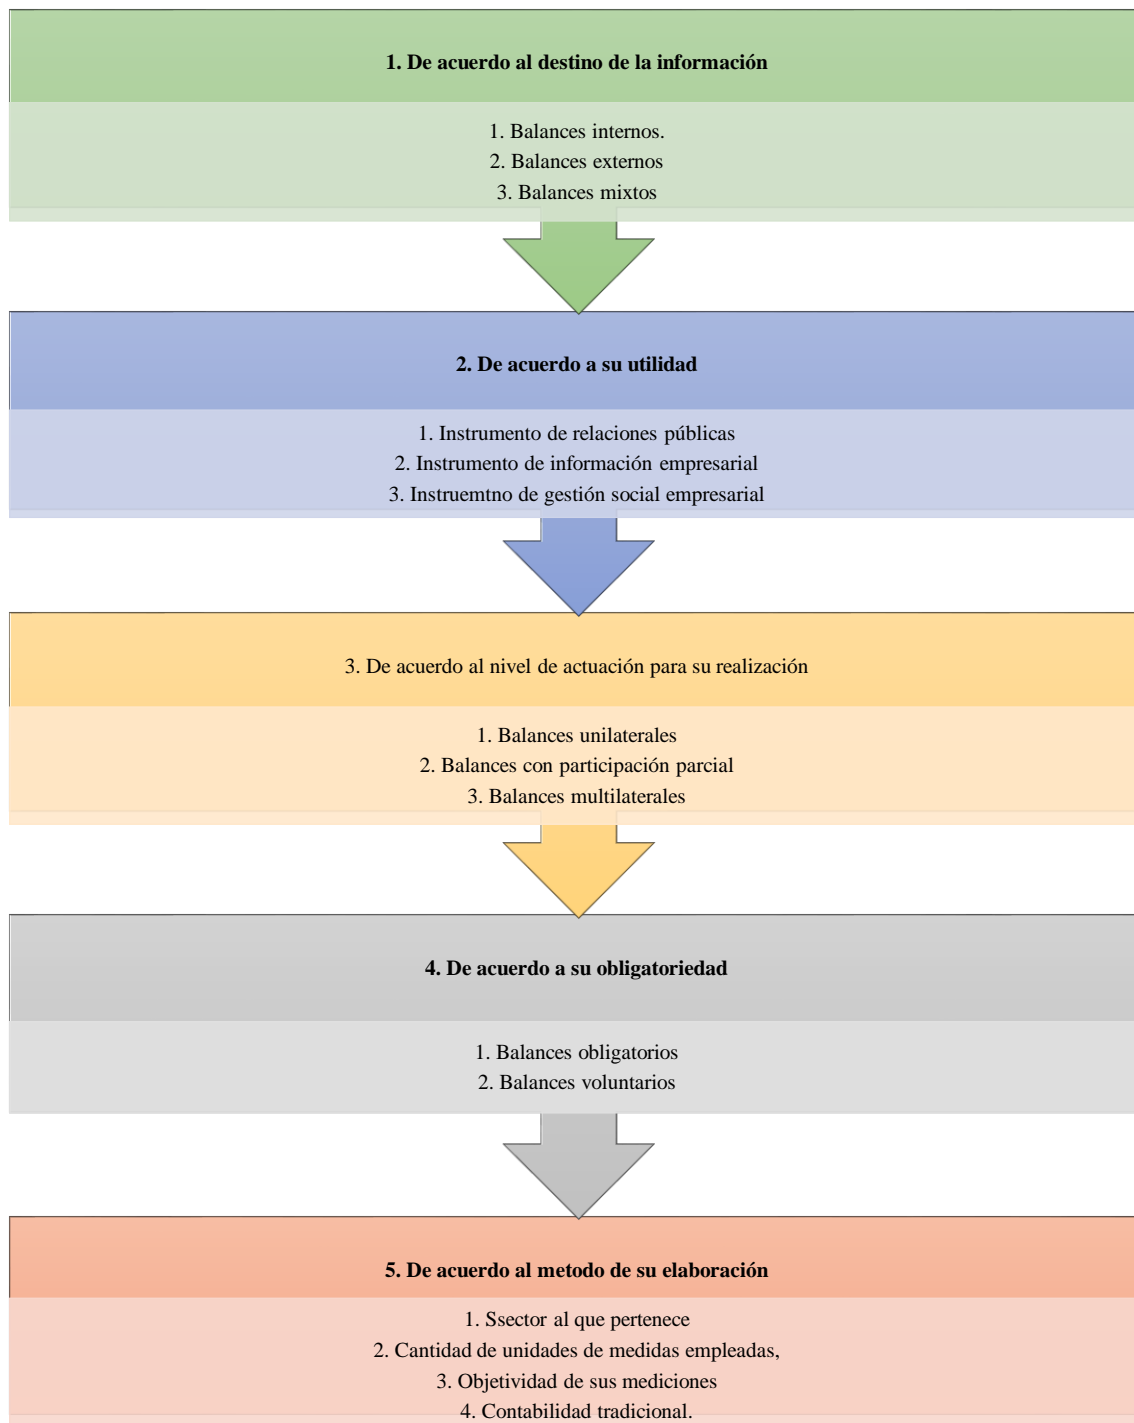 1. De acuerdo al destino de la información
1. Balances internos.
2. Balances externos
3. Balances mixtos
2. De acuerdo a su utilidad
1. Instrumento de relaciones públicas
2. Instrumento de información empresarial
3. Instruemtno de gestión social empresarial
3. De acuerdo al nivel de actuación para su realización
1. Balances unilaterales
2. Balances con participación parcial
3. Balances multilaterales
4. De acuerdo a su obligatoriedad
1. Balances obligatorios
2. Balances voluntarios
5. De acuerdo al metodo de su elaboración
1. Ssector al que pertenece
2. Cantidad de unidades de medidas empleadas,
3. Objetividad de sus mediciones
4. Contabilidad tradicional.